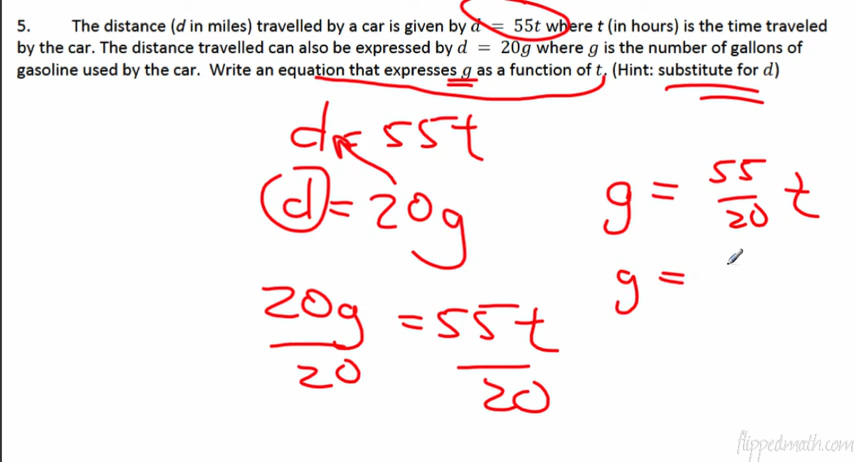 5. The distance (d in miles) travelled by a car is given by d = 55t where t (in hours) is the time traveled
by the car. The distance travelled can also be expressed by d = 20g where g is the number of gallons of
gasoline used by the car. Write an equation that expresses g as a function of t. (Hint: substitute for d)
d = 55t
d = 20g
20g/20 = 55t/20
g = 55/20 t
g =
flippedmath.com